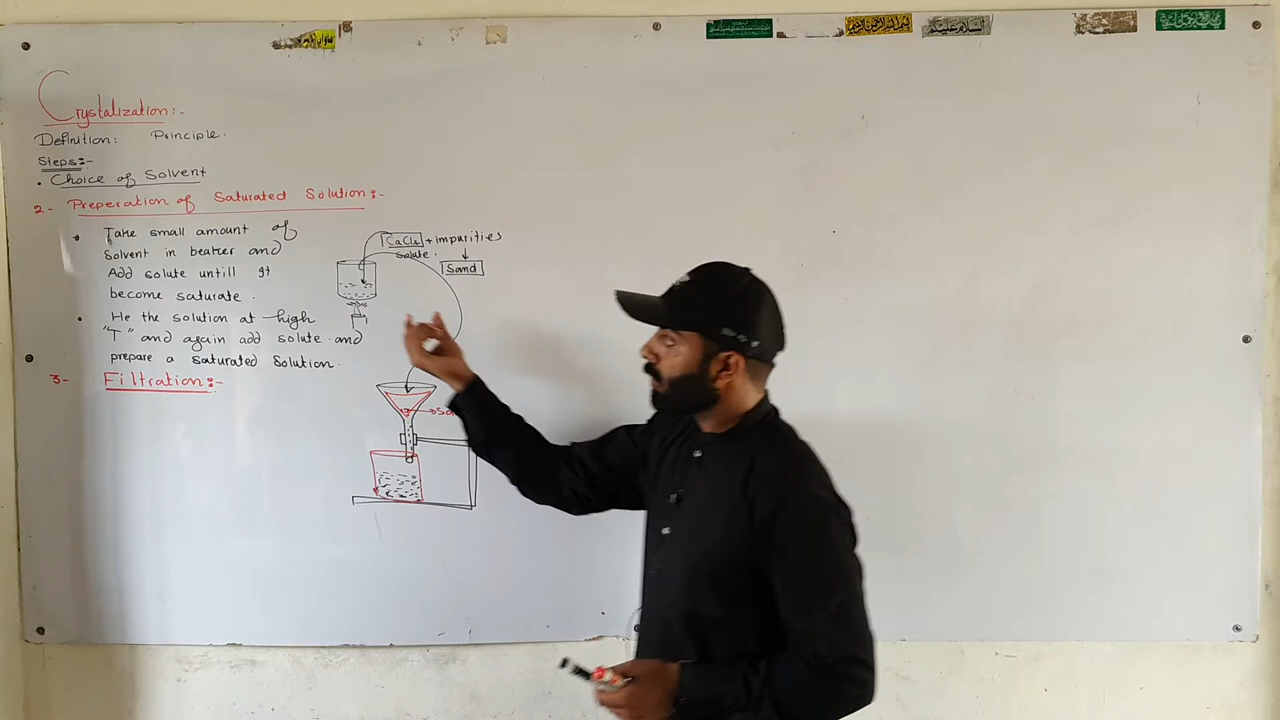 السلام علیکم
Crystalization:-
Definition: Principle.
Steps:-
• Choice of Solvent
2- Preperation of Saturated Solution:-
• Take small amount of
Solvent in beaker and
Add solute untill It
become saturate.
• He the solution at high
"T" and again add solute and
prepare a saturated Solution.
3- Filtration:-
CaCl2 + impurities
solute.
Sand